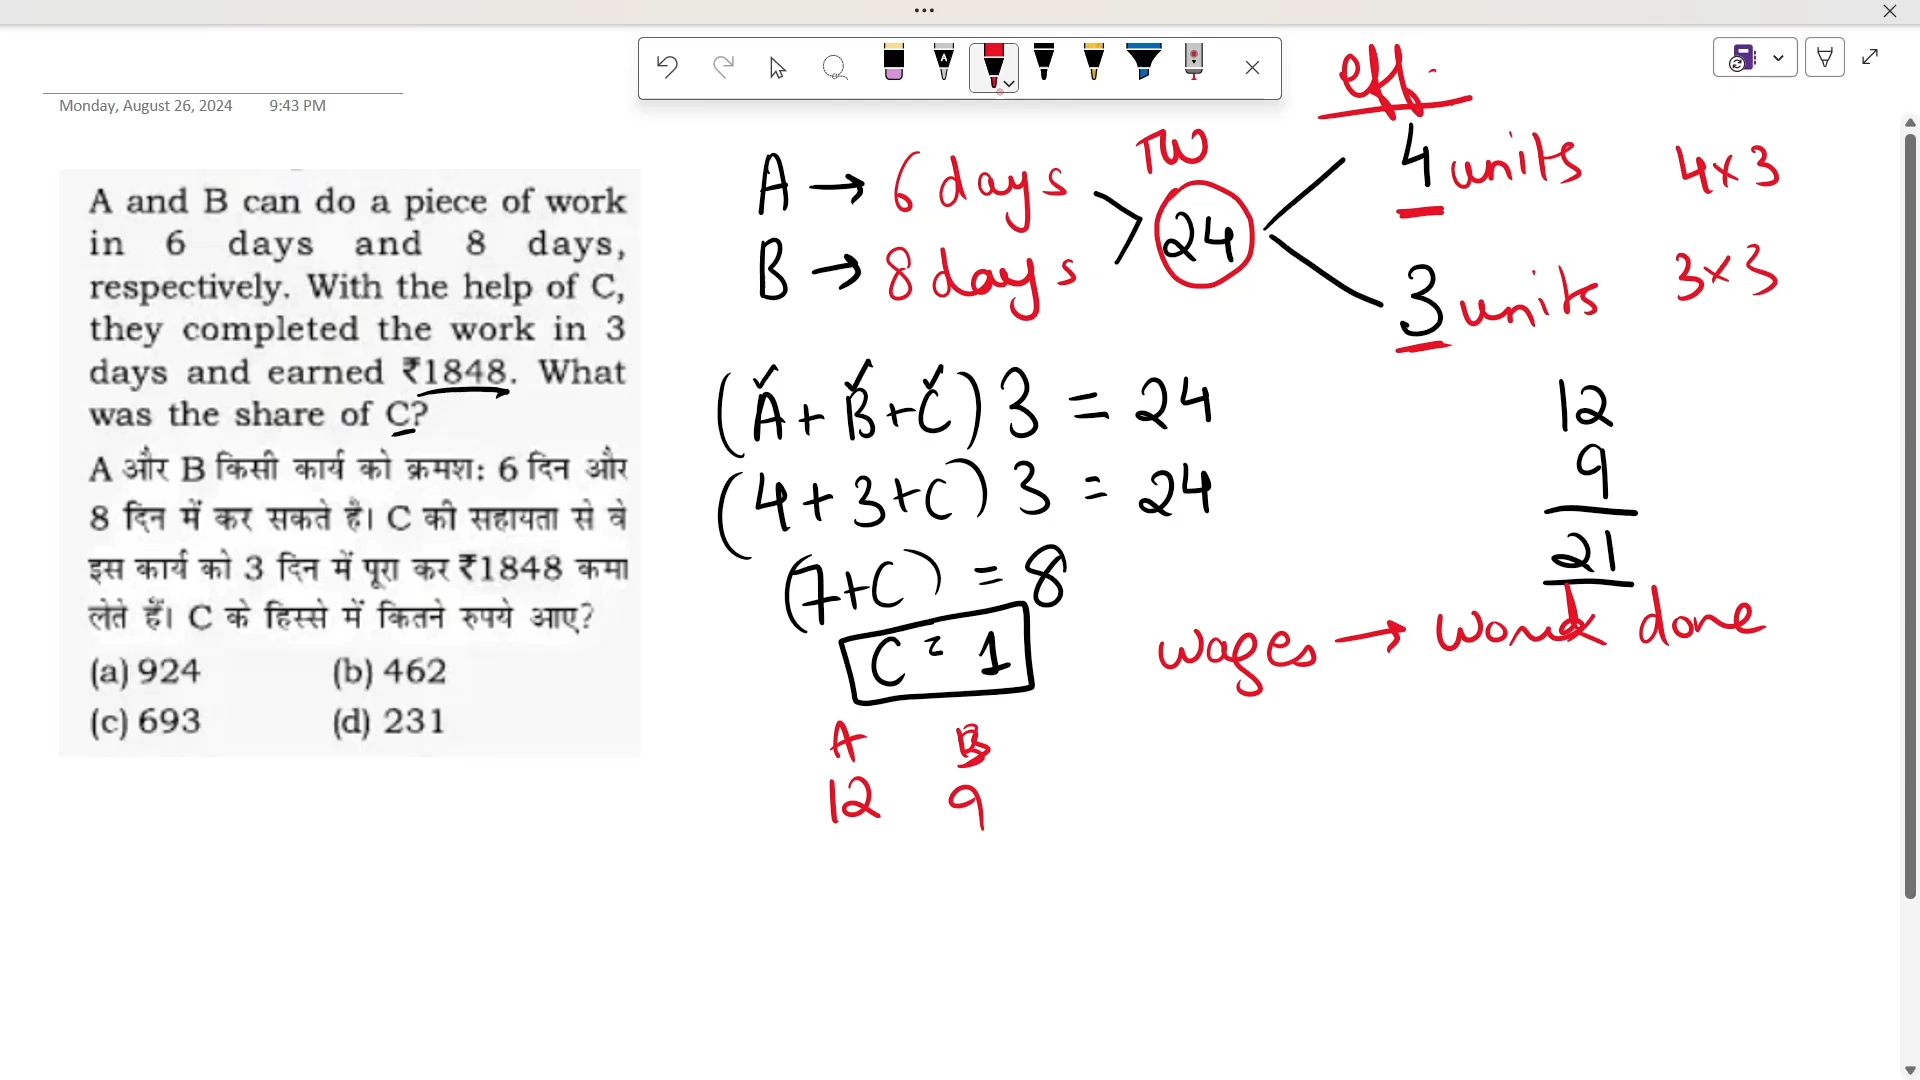 Monday, August 26, 2024 9:43 PM
A and B can do a piece of work
in 6 days and 8 days,
respectively. With the help of C,
they completed the work in 3
days and earned ₹1848. What
was the share of C?
A और B किसी कार्य को क्रमश: 6 दिन और
8 दिन में कर सकते है। C की सहायता से वे
इस कार्य को 3 दिन में पूरा कर ₹1848 कमा
लेते हैं। C के हिस्से में कितने रुपये आए?
(a) 924 (b) 462
(c) 693 (d) 231
eff.
TW
A → 6 days
B → 8 days
24
4 units 4×3
3 units 3×3
(A+B+C) 3 = 24
(4+3+C) 3 = 24
(7+C) = 8
C = 1
A B
12 9
12
9
21
wages → work done